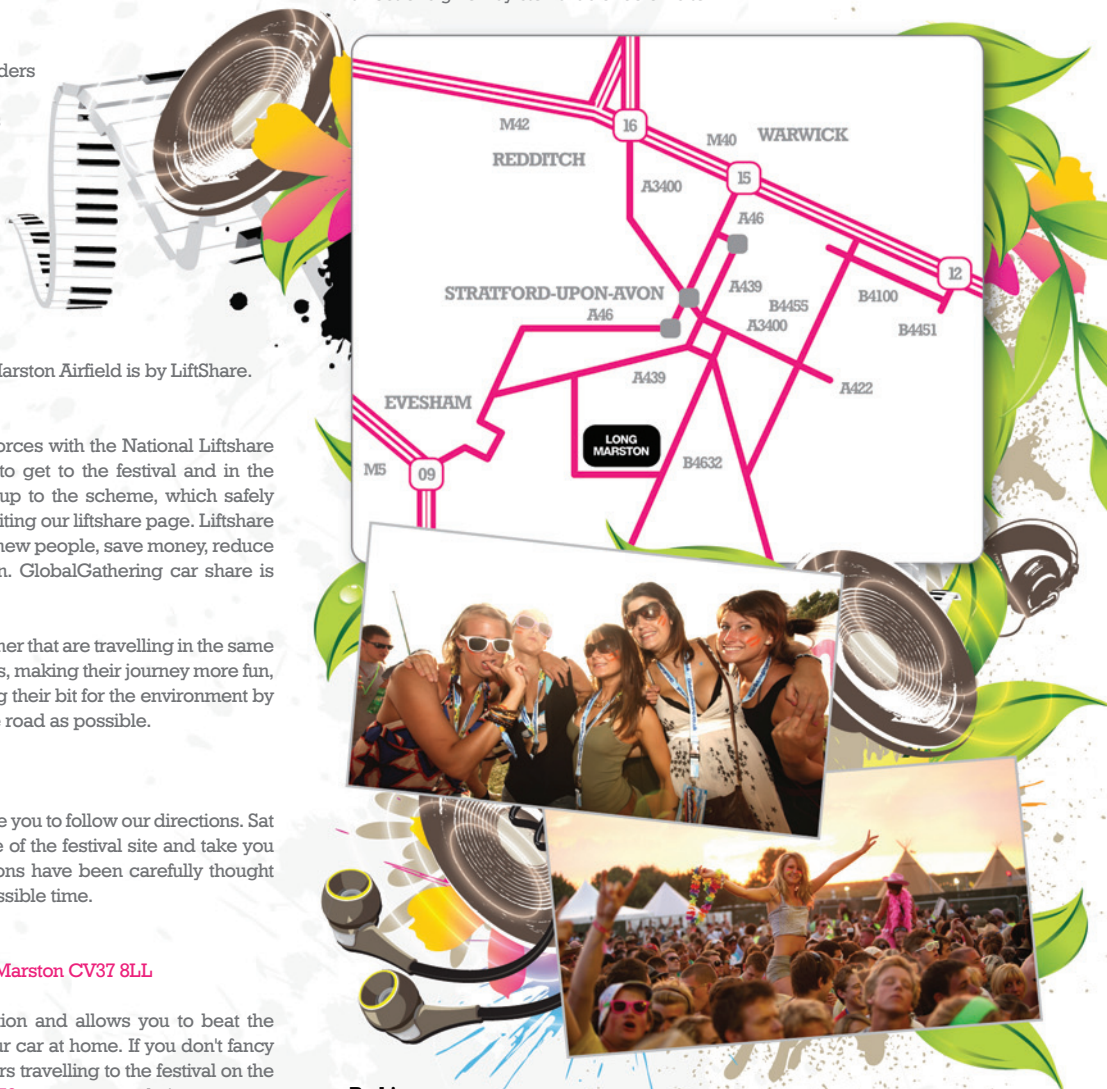 ders
Marston Airfield is by LiftShare.
orces with the National Liftshare
to get to the festival and in the
up to the scheme, which safely
iting our liftshare page. Liftshare
new people, save money, reduce
n. GlobalGathering car share is
her that are travelling in the same
s, making their journey more fun,
g their bit for the environment by
e road as possible.
e you to follow our directions. Sat
e of the festival site and take you
ons have been carefully thought
ssible time.
Marston CV37 8LL
tion and allows you to beat the
ur car at home. If you don't fancy
rs travelling to the festival on the
M42
16
M40
WARWICK
REDDITCH
15
A3400
A46
12
STRATFORD-UPON-AVON
A439
B4100
A46
B4455
B4451
A3400
A439
A422
EVESHAM
LONG
MARSTON
B4632
M5
09